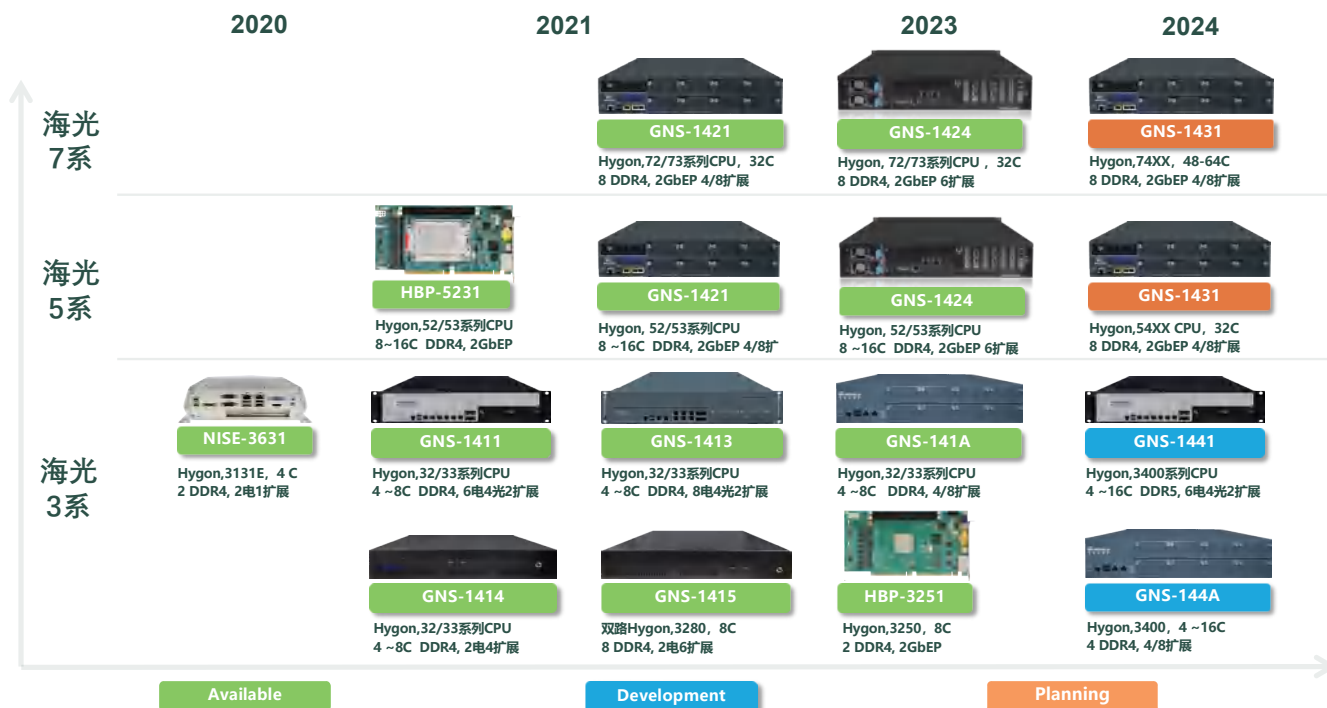 2020
2021
2023
2024
海光
7系
GNS-1421
Hygon,72/73系列CPU，32C
8 DDR4, 2GbEP 4/8扩展
GNS-1424
Hygon, 72/73系列CPU ，32C
8 DDR4, 2GbEP 6扩展
GNS-1431
Hygon,74XX，48-64C
8 DDR4, 2GbEP 4/8扩展
海光
5系
HBP-5231
Hygon,52/53系列CPU
8~16C DDR4, 2GbEP
GNS-1421
Hygon, 52/53系列CPU
8 ~16C DDR4, 2GbEP 4/8扩
GNS-1424
Hygon, 52/53系列CPU
8 ~16C DDR4, 2GbEP 6扩展
GNS-1431
Hygon,54XX CPU，32C
8 DDR4, 2GbEP 4/8扩展
海光
3系
NISE-3631
Hygon,3131E，4 C
2 DDR4, 2电1扩展
GNS-1411
Hygon,32/33系列CPU
4 ~8C DDR4, 6电4光2扩展
GNS-1413
Hygon,32/33系列CPU
4 ~8C DDR4, 8电4光2扩展
GNS-141A
Hygon,32/33系列CPU
4 ~8C DDR4, 4/8扩展
GNS-1441
Hygon,3400系列CPU
4 ~16C DDR5, 6电4光2扩展
GNS-1414
Hygon,32/33系列CPU
4 ~8C DDR4, 2电4扩展
GNS-1415
双路Hygon,3280，8C
8 DDR4, 2电6扩展
HBP-3251
Hygon,3250，8C
2 DDR4, 2GbEP
GNS-144A
Hygon,3400，4 ~16C
4 DDR4, 4/8扩展
Available
Development
Planning